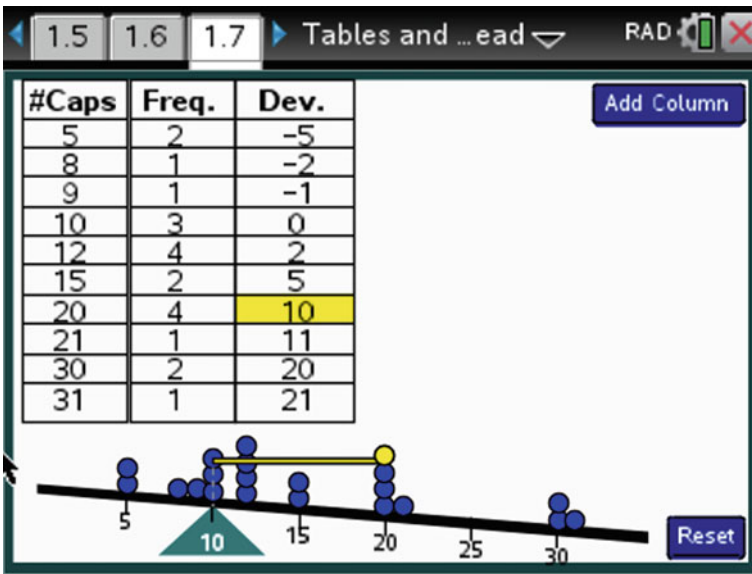 1.5 1.6 1.7 Tables and …ead RAD
#Caps Freq. Dev.
Add Column
5 2 -5
8 1 -2
9 1 -1
10 3 0
12 4 2
15 2 5
20 4 10
21 1 11
30 2 20
31 1 21
5 10 15 20 25 30
Reset